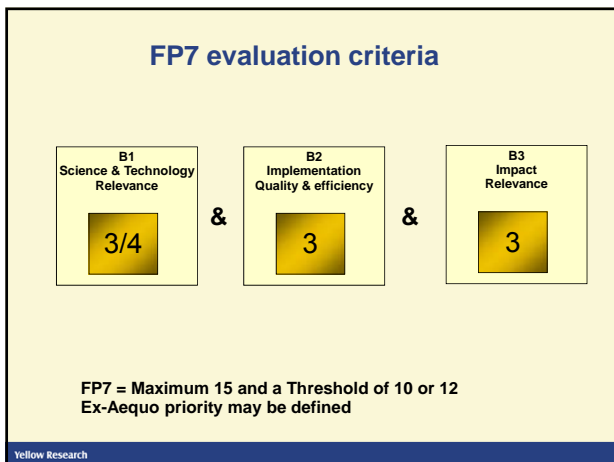 FP7 evaluation criteria
B1
Science & Technology
Relevance
3/4
&
B2
Implementation
Quality & efficiency
3
&
B3
Impact
Relevance
3
FP7 = Maximum 15 and a Threshold of 10 or 12
Ex-Aequo priority may be defined
Yellow Research